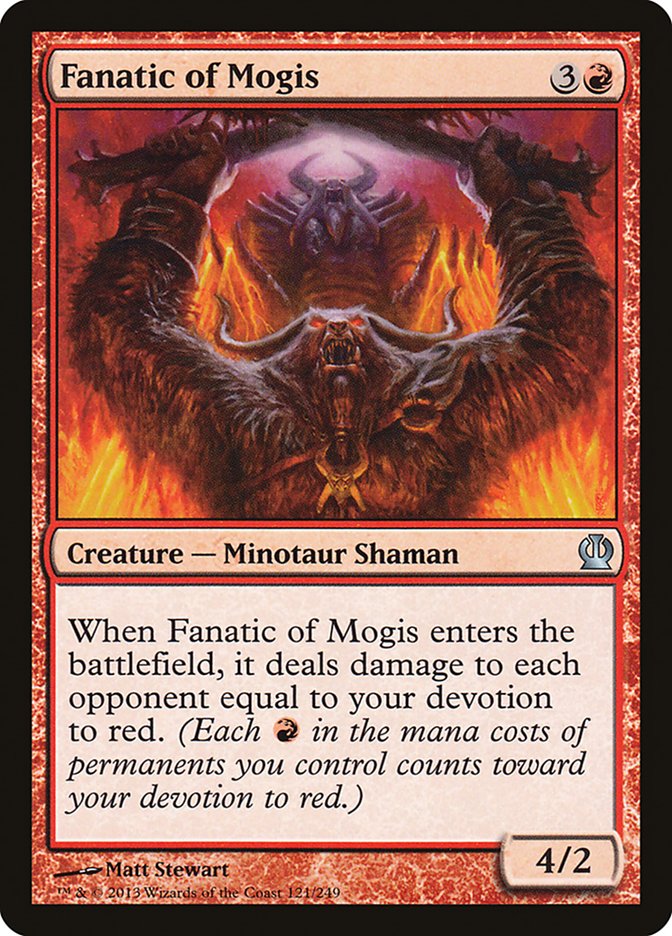 Fanatic of Mogis 3
Creature — Minotaur Shaman
When Fanatic of Mogis enters the
battlefield, it deals damage to each
opponent equal to your devotion
to red. (Each in the mana costs of
permanents you control counts toward
your devotion to red.)
4/2
Matt Stewart
™ & © 2013 Wizards of the Coast 121/249